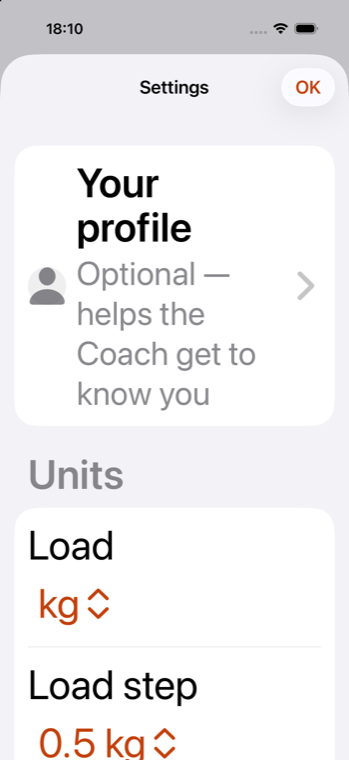 18:10
Settings
OK
Your
profile
Optional —
helps the
Coach get to
know you
Units
Load
kg
Load step
0.5 kg